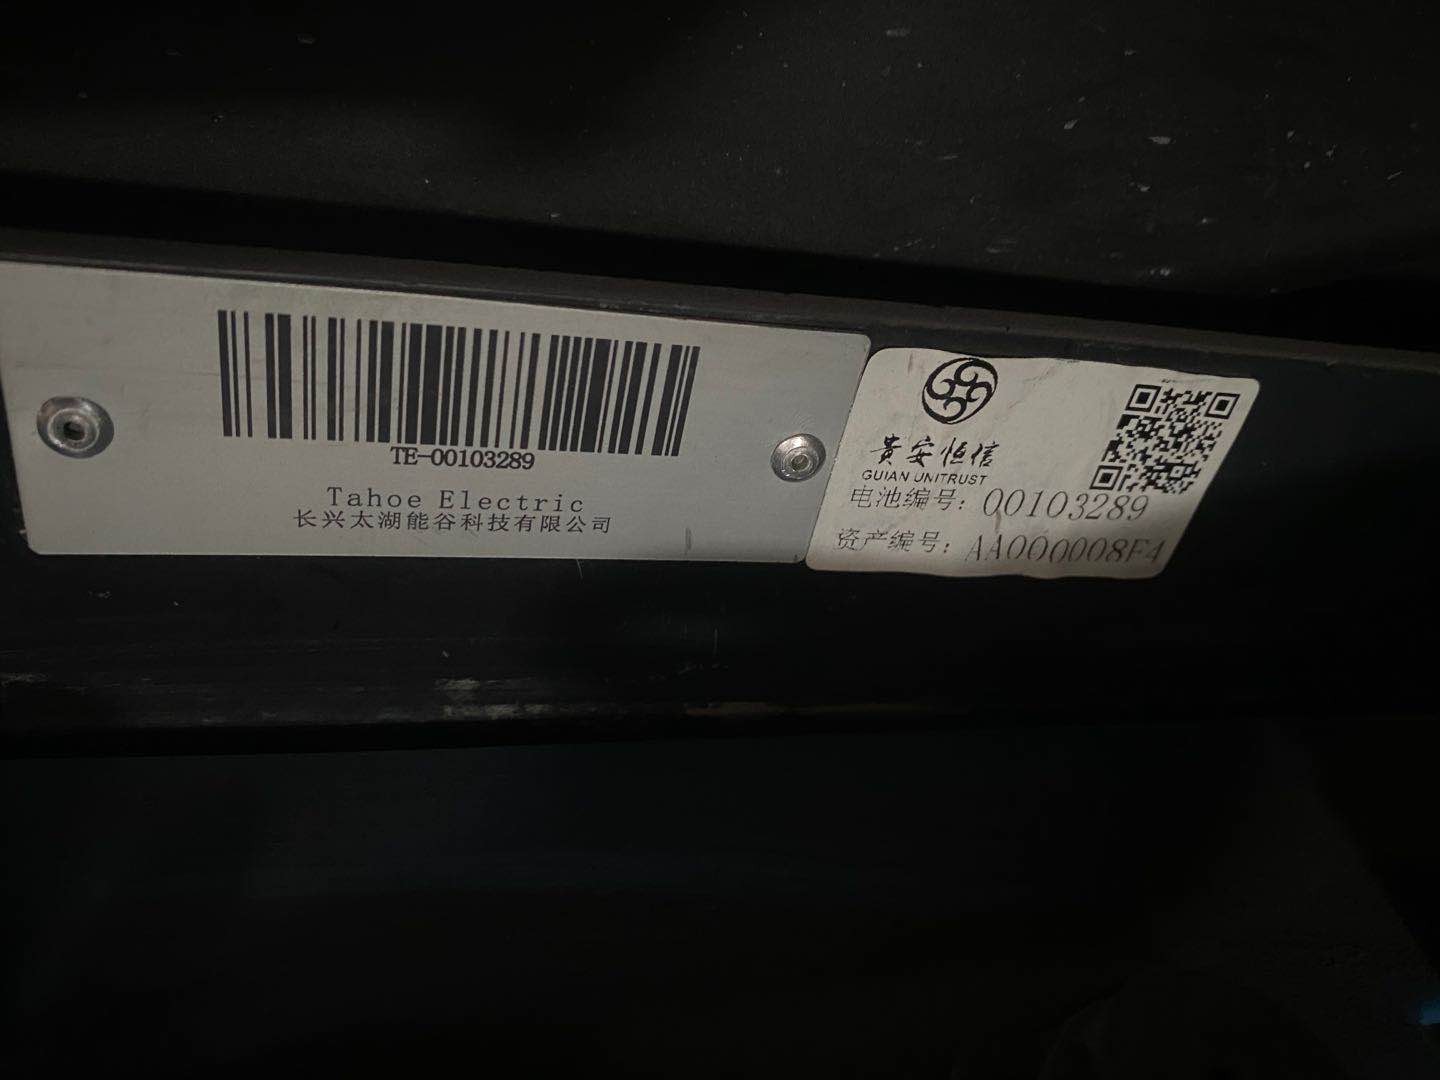 TE-00103289
Tahoe Electric
长兴太湖能谷科技有限公司
贵安恒信
GUIAN UNITRUST
电池编号：00103289
资产编号：AA000008F4